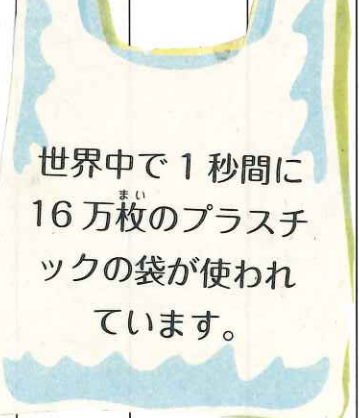 世界中で1秒間に
16万枚のプラスチ
ックの袋が使われ
ています。